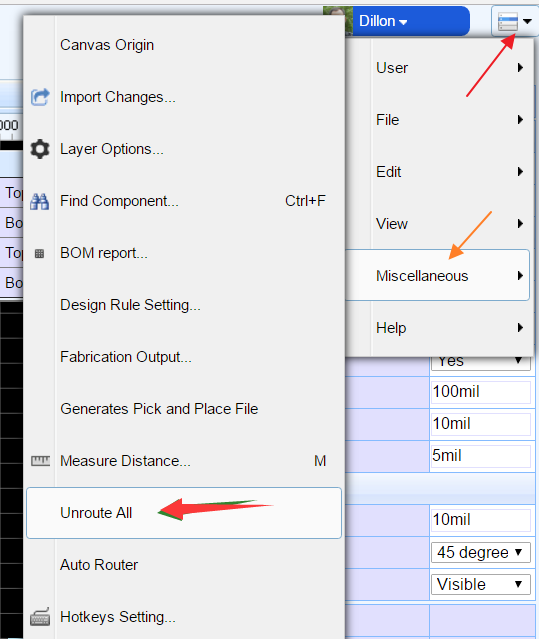 Dillon
Canvas Origin
Import Changes...
Layer Options...
Find Component... Ctrl+F
BOM report...
Design Rule Setting...
Fabrication Output...
Generates Pick and Place File
Measure Distance... M
Unroute All
Auto Router
Hotkeys Setting...
User
File
Edit
View
Miscellaneous
Help
000
Top
Bo
Top
Bo
Yes
100mil
10mil
5mil
10mil
45 degree
Visible